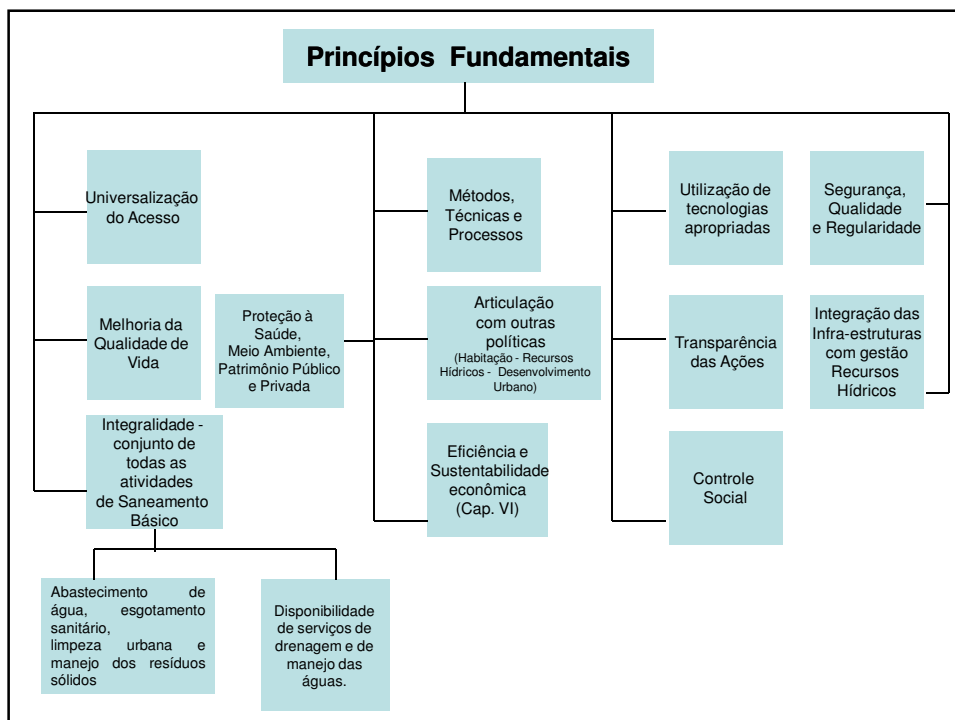 Princípios Fundamentais
Universalização
do Acesso
Métodos,
Técnicas e
Processos
Utilização de
tecnologias
apropriadas
Segurança,
Qualidade
e Regularidade
Melhoria da
Qualidade de
Vida
Proteção à
Saúde,
Meio Ambiente,
Patrimônio Público
e Privada
Articulação
com outras
políticas
(Habitação - Recursos
Hídricos - Desenvolvimento
Urbano)
Transparência
das Ações
Integração das
Infra-estruturas
com gestão
Recursos
Hídricos
Integralidade -
conjunto de
todas as
atividades
de Saneamento
Básico
Eficiência e
Sustentabilidade
econômica
(Cap. VI)
Controle
Social
Abastecimento de
água, esgotamento
sanitário,
limpeza urbana e
manejo dos resíduos
sólidos
Disponibilidade
de serviços de
drenagem e de
manejo das
águas.